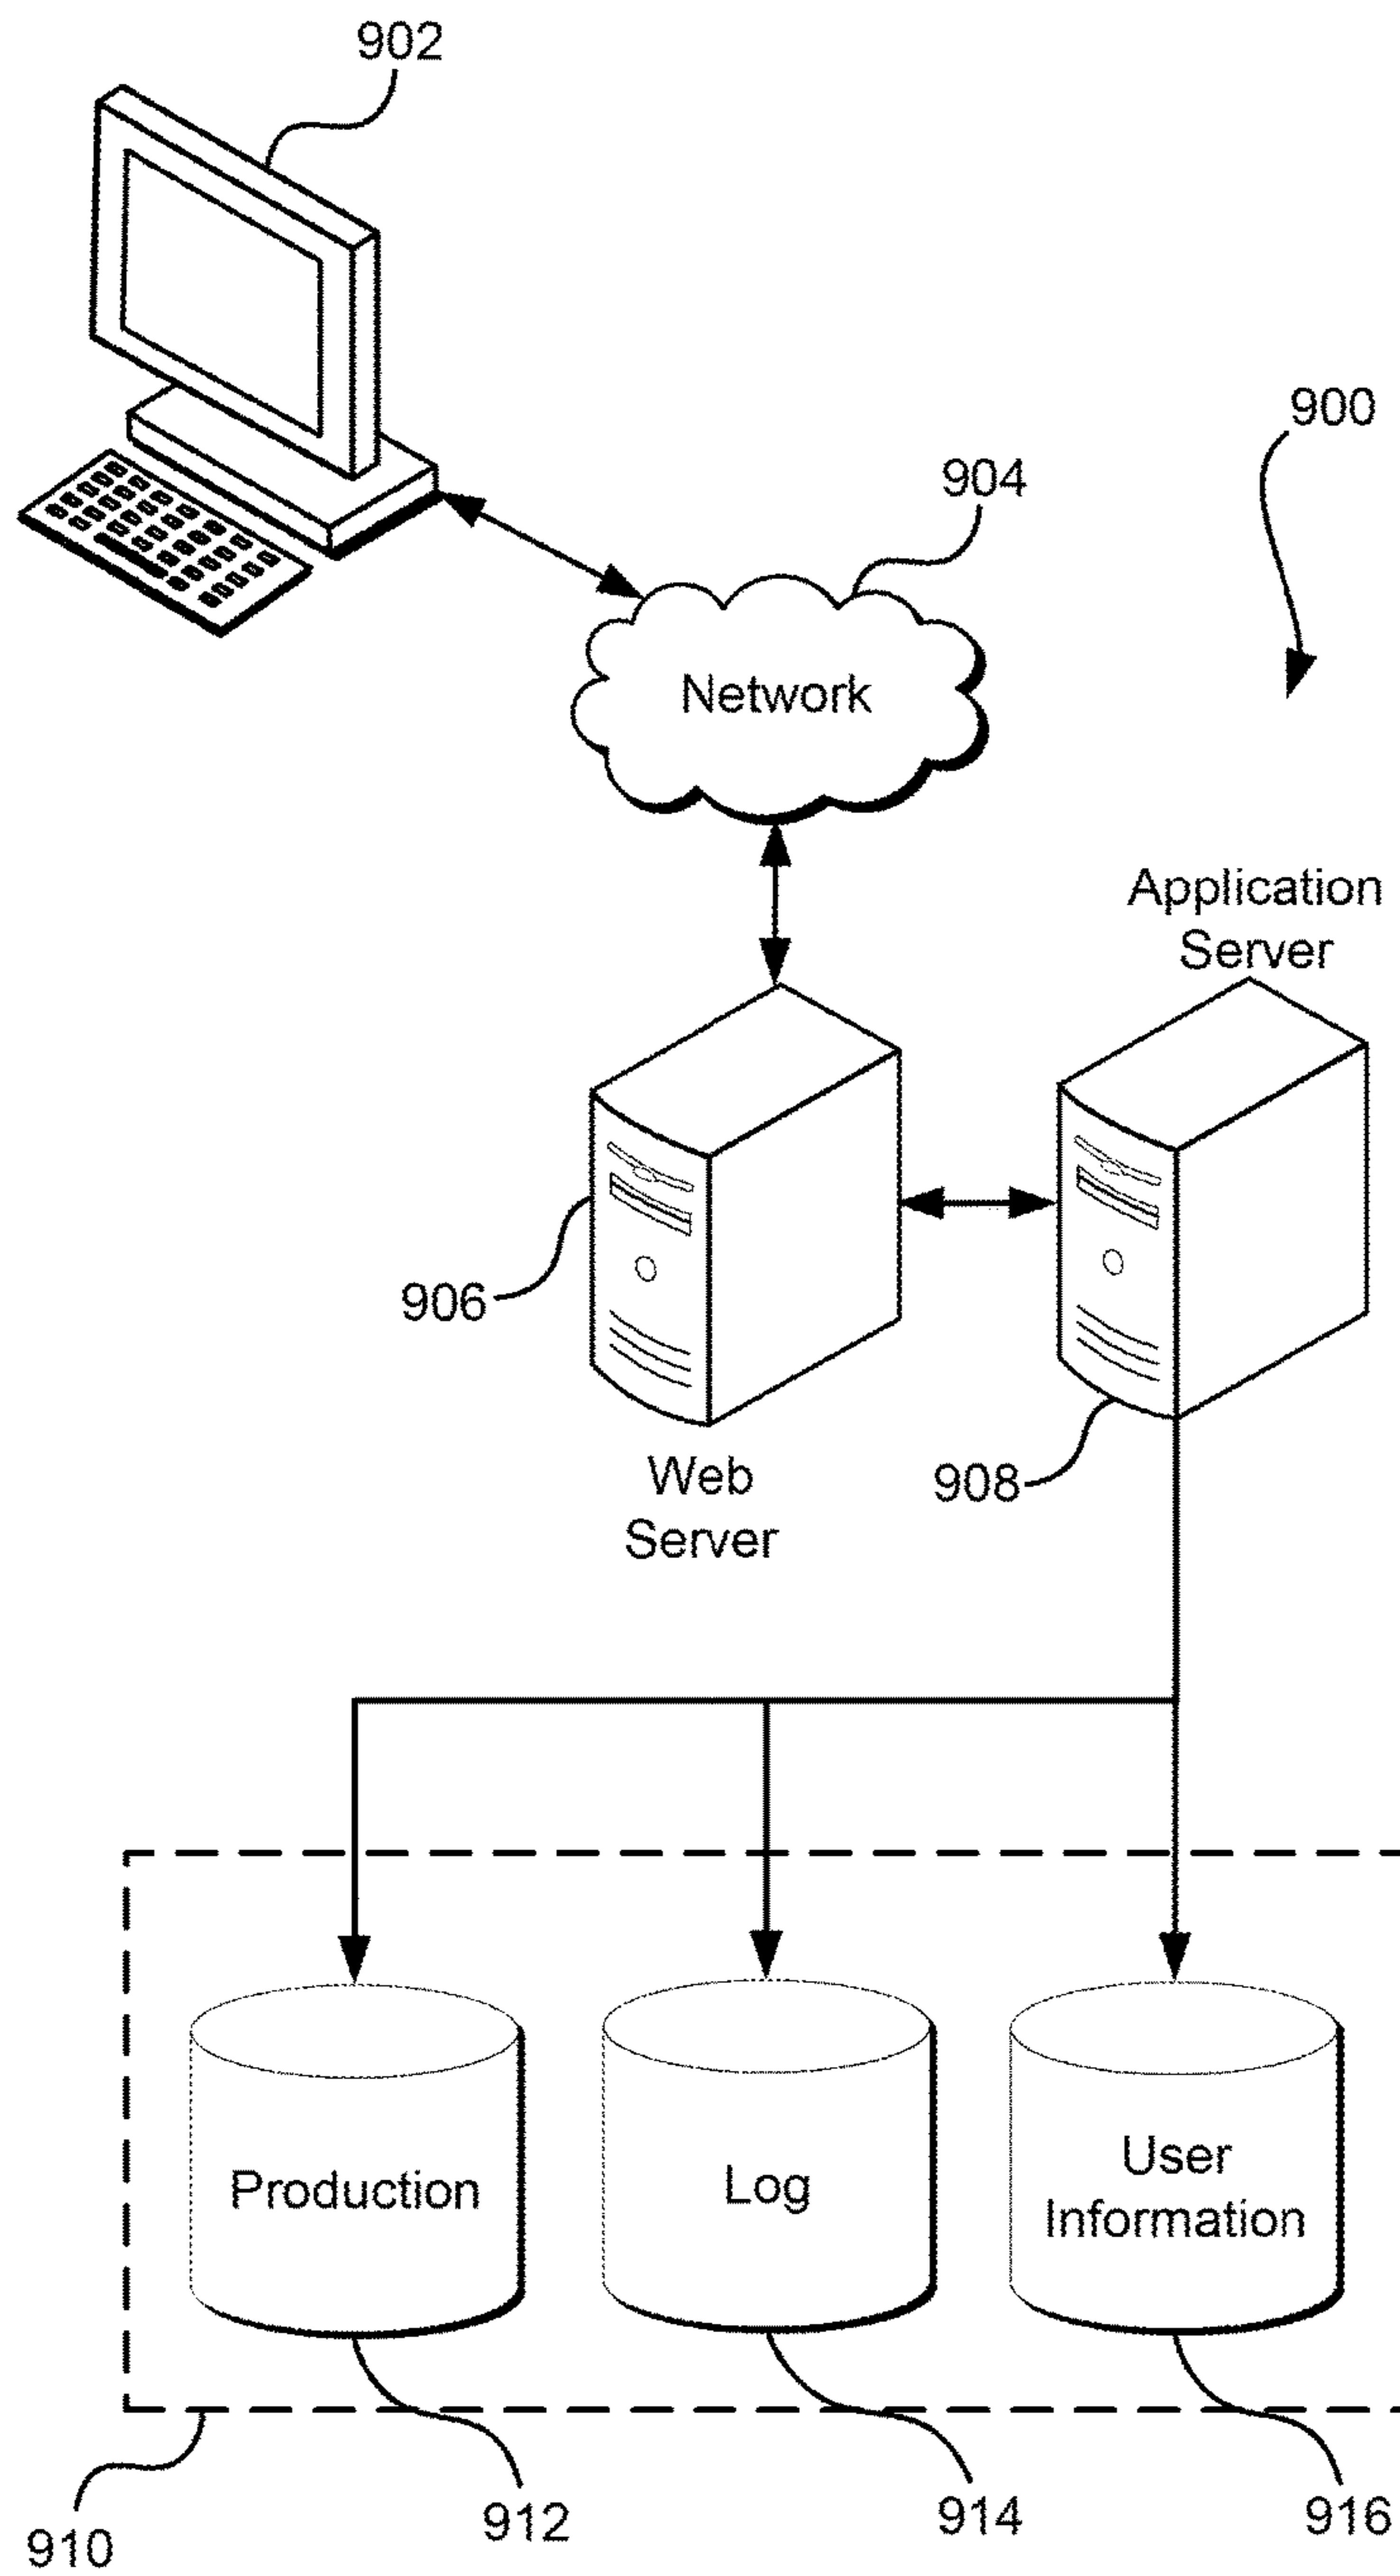 902
900
904
Network
Application
Server
906
Web
Server
908
Production
Log
User
Information
910
912
914
916